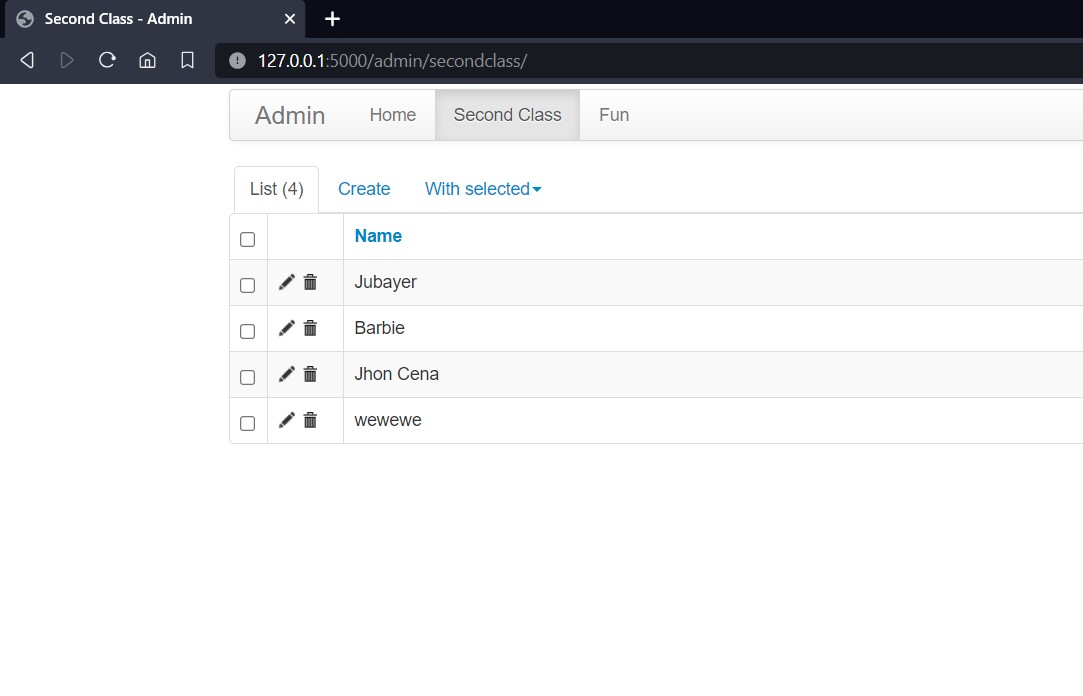 Second Class - Admin
127.0.0.1:5000/admin/secondclass/
Admin Home Second Class Fun
List (4) Create With selected
Name
Jubayer
Barbie
Jhon Cena
wewewe